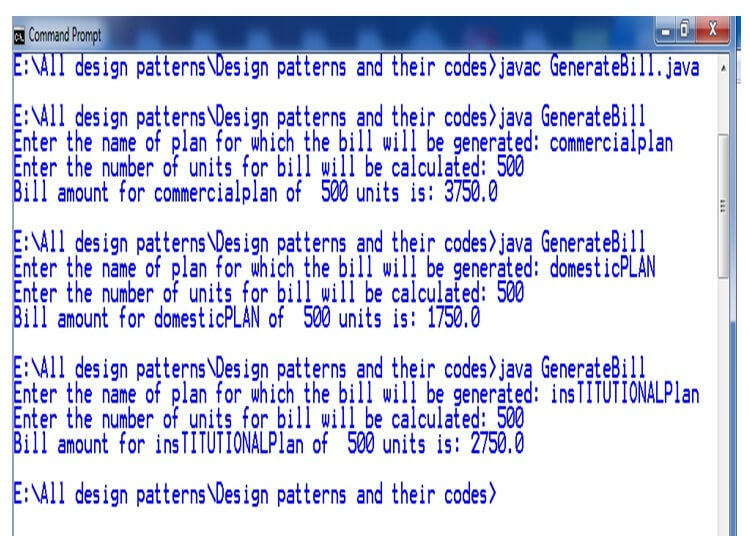 Command Prompt
E:\All design patterns\Design patterns and their codes>javac GenerateBill.java
E:\All design patterns\Design patterns and their codes>java GenerateBill
Enter the name of plan for which the bill will be generated: commercialplan
Enter the number of units for bill will be calculated: 500
Bill amount for commercialplan of  500 units is: 3750.0
E:\All design patterns\Design patterns and their codes>java GenerateBill
Enter the name of plan for which the bill will be generated: domesticPLAN
Enter the number of units for bill will be calculated: 500
Bill amount for domesticPLAN of  500 units is: 1750.0
E:\All design patterns\Design patterns and their codes>java GenerateBill
Enter the name of plan for which the bill will be generated: insTITUTIONALPlan
Enter the number of units for bill will be calculated: 500
Bill amount for insTITUTIONALPlan of  500 units is: 2750.0
E:\All design patterns\Design patterns and their codes>